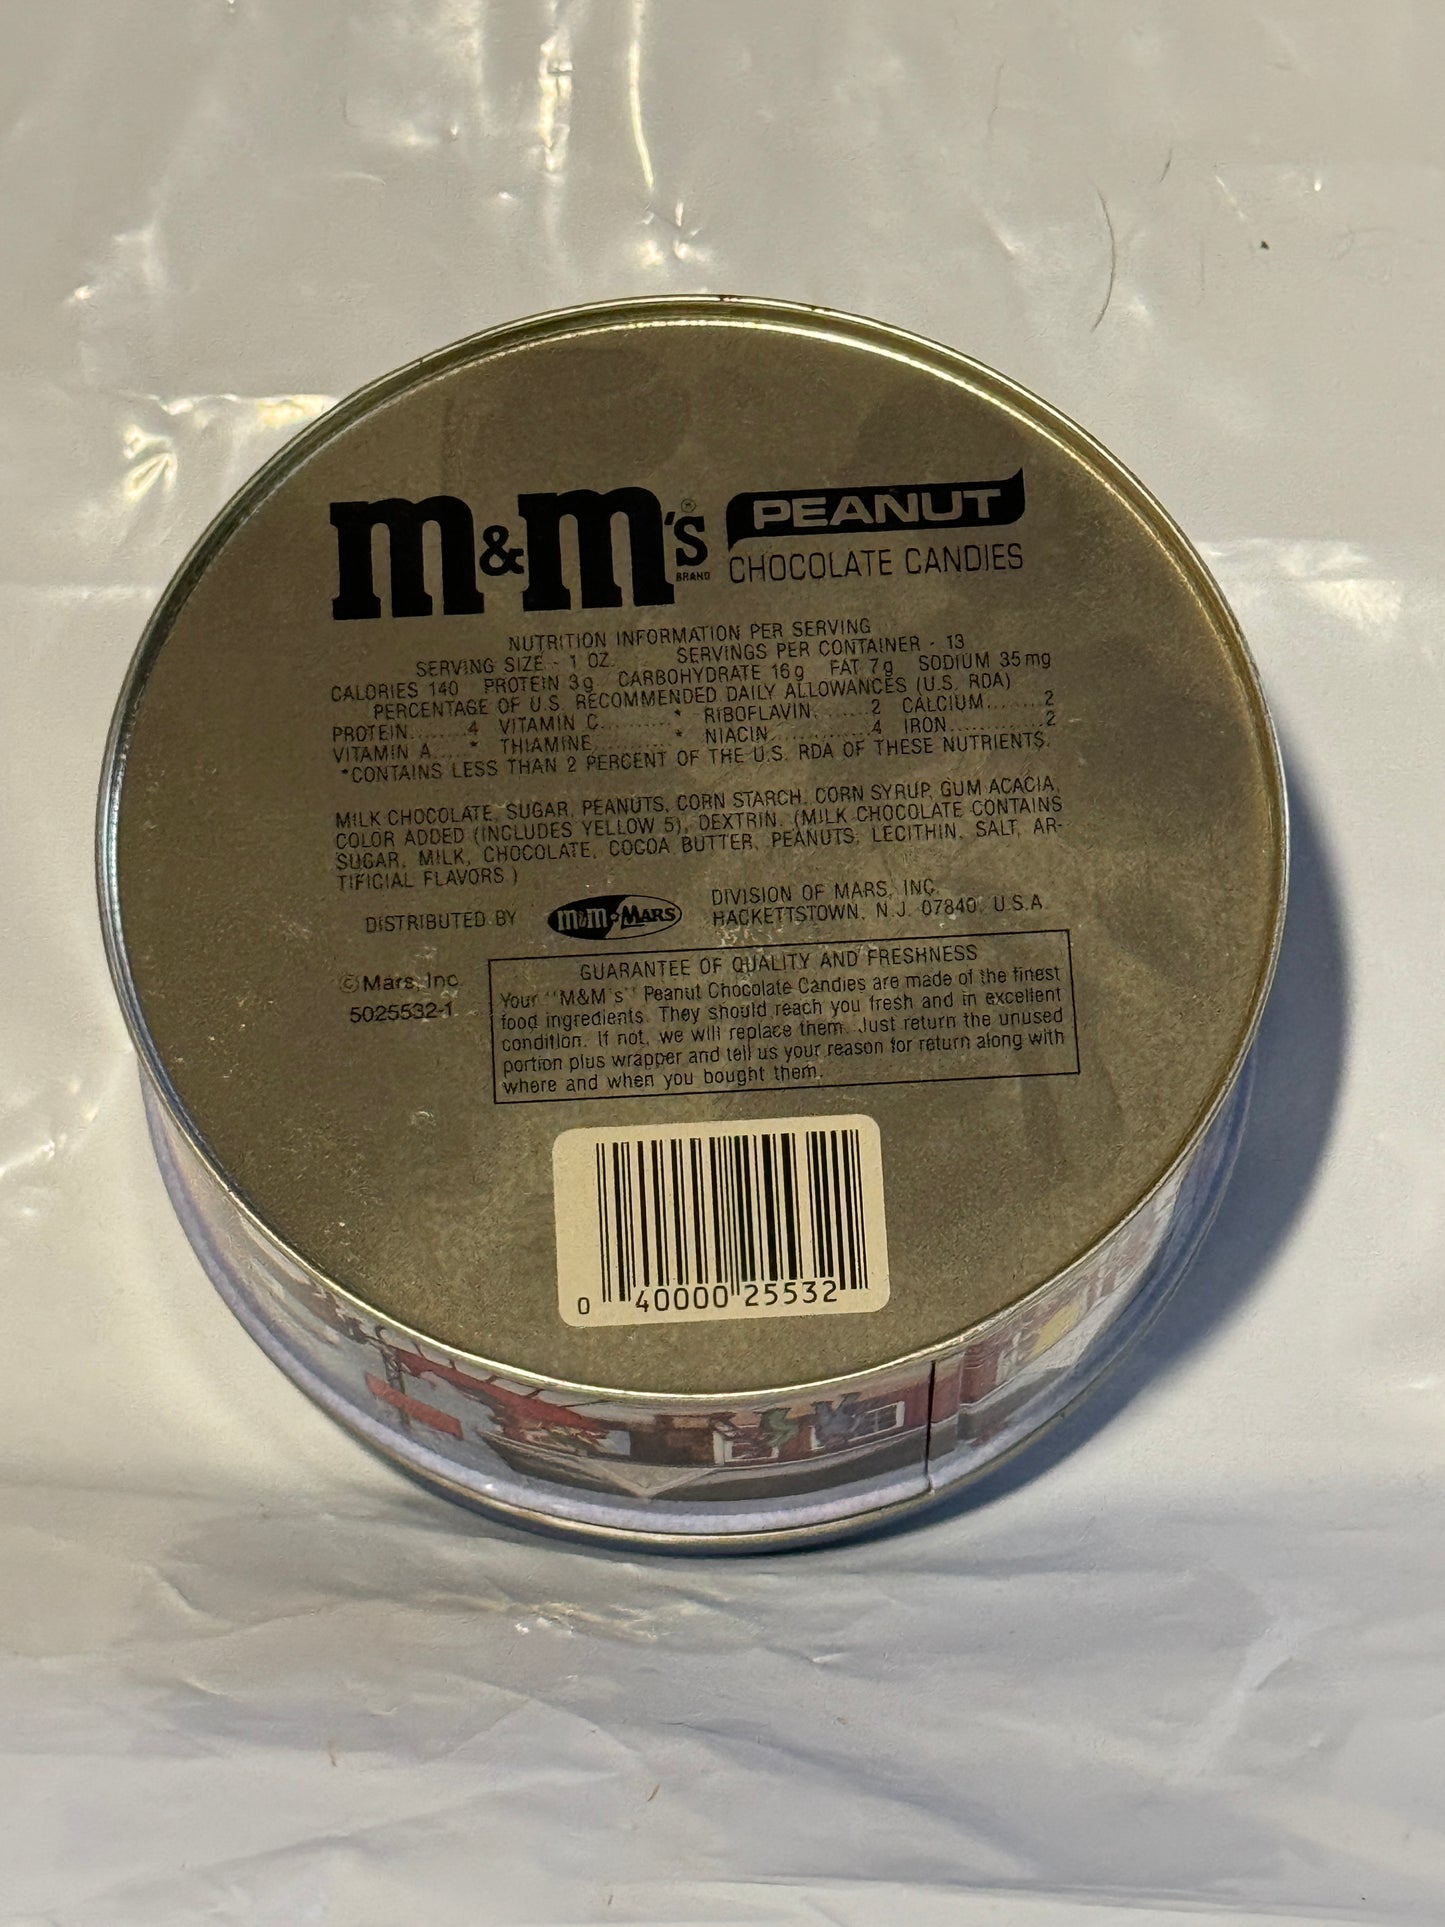 m&m's® PEANUT
BRAND CHOCOLATE CANDIES
NUTRITION INFORMATION PER SERVING
SERVING SIZE - 1 OZ. SERVINGS PER CONTAINER - 13
CALORIES 140 PROTEIN 3g CARBOHYDRATE 16g FAT 7g SODIUM 35mg
PERCENTAGE OF U.S. RECOMMENDED DAILY ALLOWANCES (U.S. RDA)
PROTEIN........4 VITAMIN C..........* RIBOFLAVIN........2 CALCIUM........2
VITAMIN A.....* THIAMINE..........* NIACIN..............4 IRON.............2
*CONTAINS LESS THAN 2 PERCENT OF THE U.S. RDA OF THESE NUTRIENTS.
MILK CHOCOLATE, SUGAR, PEANUTS, CORN STARCH, CORN SYRUP, GUM ACACIA,
COLOR ADDED (INCLUDES YELLOW 5), DEXTRIN. (MILK CHOCOLATE CONTAINS
SUGAR, MILK, CHOCOLATE, COCOA BUTTER, PEANUTS, LECITHIN, SALT, AR-
TIFICIAL FLAVORS.)
DISTRIBUTED BY m&m•MARS DIVISION OF MARS, INC.
HACKETTSTOWN, N.J. 07840, U.S.A.
©Mars, Inc.
5025532-1
GUARANTEE OF QUALITY AND FRESHNESS
Your "M&M's" Peanut Chocolate Candies are made of the finest
food ingredients. They should reach you fresh and in excellent
condition. If not, we will replace them. Just return the unused
portion plus wrapper and tell us your reason for return along with
where and when you bought them.
0 40000 25532